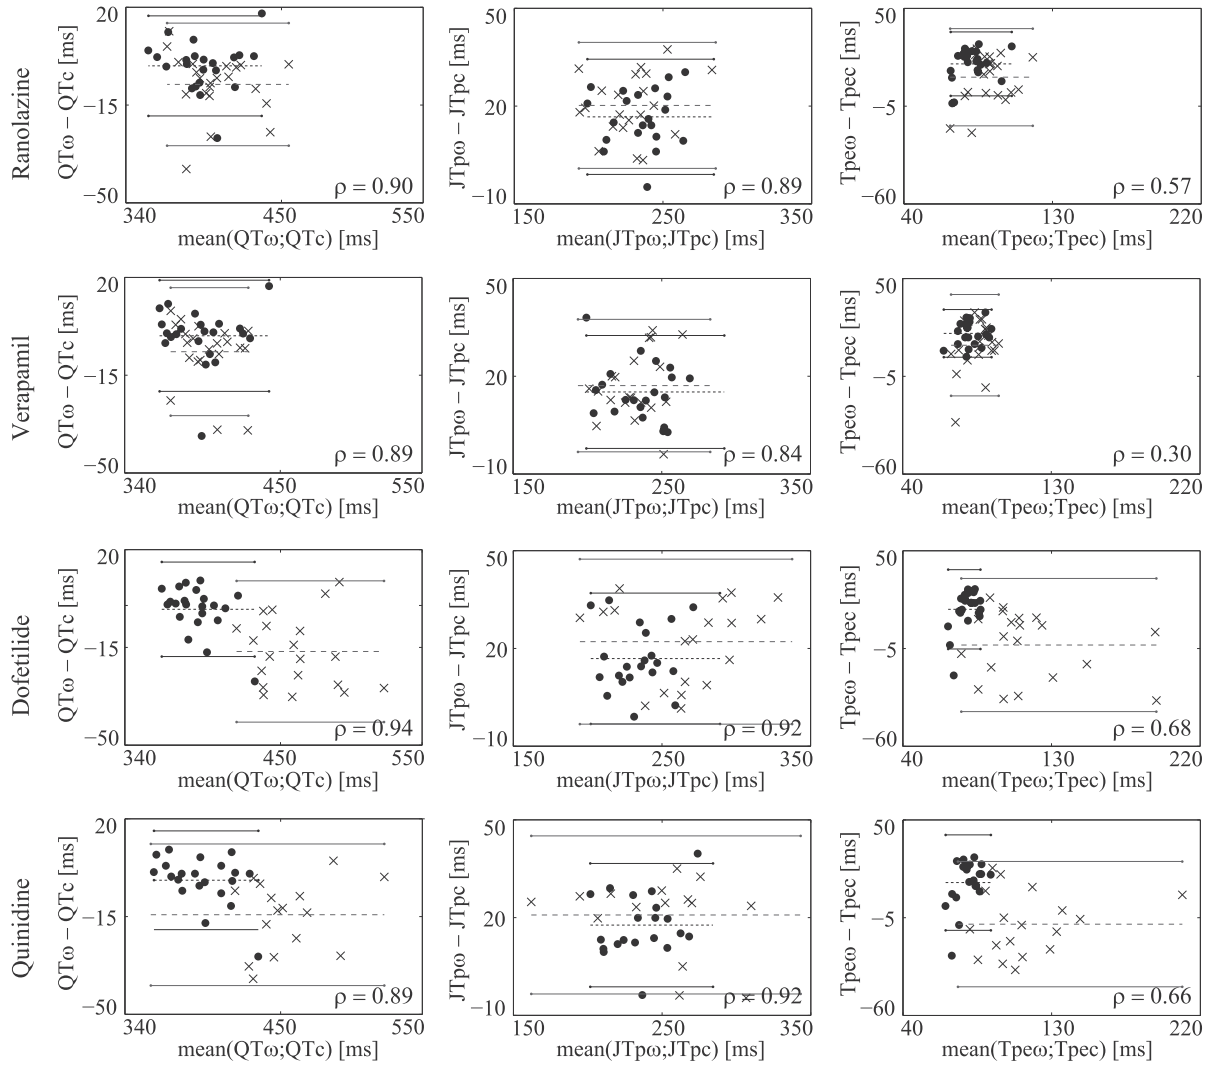 Ranolazine
QTω − QTc [ms]
20
−15
−50
340
450
550
ρ = 0.90
mean(QTω;QTc) [ms]
JTpω − JTpc [ms]
50
20
−10
150
250
350
ρ = 0.89
mean(JTpω;JTpc) [ms]
Tpeω − Tpec [ms]
50
−5
−60
40
130
220
ρ = 0.57
mean(Tpeω;Tpec) [ms]
Verapamil
QTω − QTc [ms]
20
−15
−50
340
450
550
ρ = 0.89
mean(QTω;QTc) [ms]
JTpω − JTpc [ms]
50
20
−10
150
250
350
ρ = 0.84
mean(JTpω;JTpc) [ms]
Tpeω − Tpec [ms]
50
−5
−60
40
130
220
ρ = 0.30
mean(Tpeω;Tpec) [ms]
Dofetilide
QTω − QTc [ms]
20
−15
−50
340
450
550
ρ = 0.94
mean(QTω;QTc) [ms]
JTpω − JTpc [ms]
50
20
−10
150
250
350
ρ = 0.92
mean(JTpω;JTpc) [ms]
Tpeω − Tpec [ms]
50
−5
−60
40
130
220
ρ = 0.68
mean(Tpeω;Tpec) [ms]
Quinidine
QTω − QTc [ms]
20
−15
−50
340
450
550
ρ = 0.89
mean(QTω;QTc) [ms]
JTpω − JTpc [ms]
50
20
−10
150
250
350
ρ = 0.92
mean(JTpω;JTpc) [ms]
Tpeω − Tpec [ms]
50
−5
−60
40
130
220
ρ = 0.66
mean(Tpeω;Tpec) [ms]